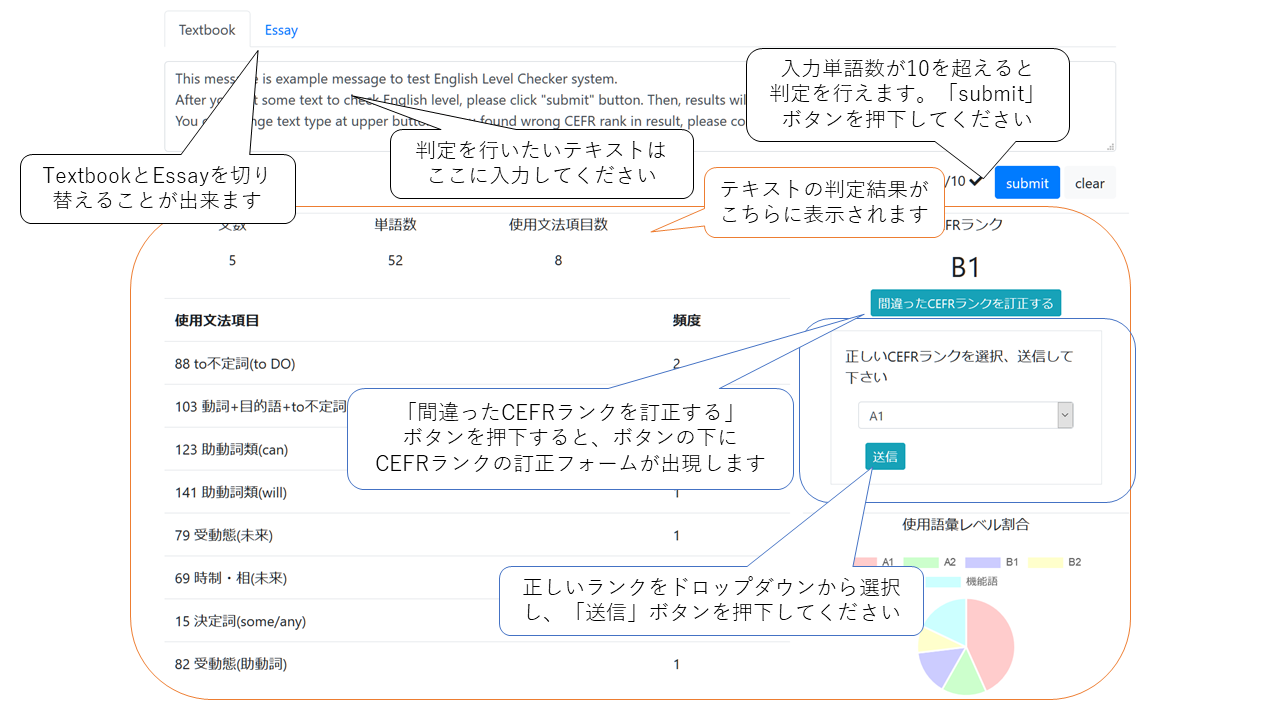 Textbook
Essay
This mess is example message to test English Level Checker system.
After yo t some text to check English level, please click "submit" button. Then, results wil
You nge text type at upper butto found wrong CEFR rank in result, please co
入力単語数が10を超えると
判定を行えます。「submit」
ボタンを押下してください
判定を行いたいテキストは
ここに入力してください
TextbookとEssayを切り
替えることが出来ます
テキストの判定結果が
こちらに表示されます
/10
submit
clear
文数
単語数
使用文法項目数
FRランク
5
52
8
B1
間違ったCEFRランクを訂正する
使用文法項目
頻度
正しいCEFRランクを選択、送信して
下さい
A1
送信
88 to不定詞(to DO)
2
103 動詞+目的語+to不定詞
「間違ったCEFRランクを訂正する」
ボタンを押下すると、ボタンの下に
CEFRランクの訂正フォームが出現します
123 助動詞類(can)
141 助動詞類(will)
1
79 受動態(未来)
1
69 時制・相(未来)
15 決定詞(some/any)
82 受動態(助動詞)
1
正しいランクをドロップダウンから選択
し、「送信」ボタンを押下してください
使用語彙レベル割合
A1
A2
B1
B2
機能語